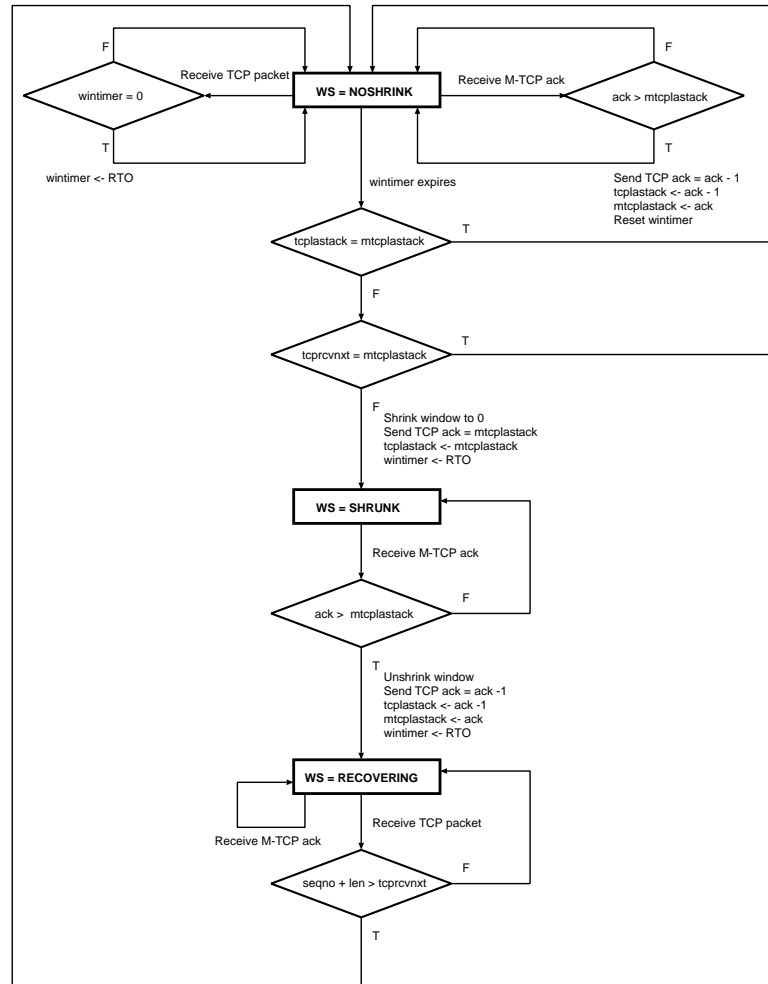 F
Receive TCP packet
wintimer = 0
T
wintimer <- RTO
WS = NOSHRINK
Receive M-TCP ack
F
ack > mtcplastack
T
Send TCP ack = ack - 1
tcplastack <- ack - 1
mtcplastack <- ack
Reset wintimer
wintimer expires
tcplastack = mtcplastack
T
F
tcprcvnxt = mtcplastack
T
F
Shrink window to 0
Send TCP ack = mtcplastack
tcplastack <- mtcplastack
wintimer <- RTO
WS = SHRUNK
Receive M-TCP ack
ack > mtcplastack
F
T
Unshrink window
Send TCP ack = ack -1
tcplastack <- ack -1
mtcplastack <- ack
wintimer <- RTO
WS = RECOVERING
Receive M-TCP ack
Receive TCP packet
seqno + len > tcprcvnxt
F
T